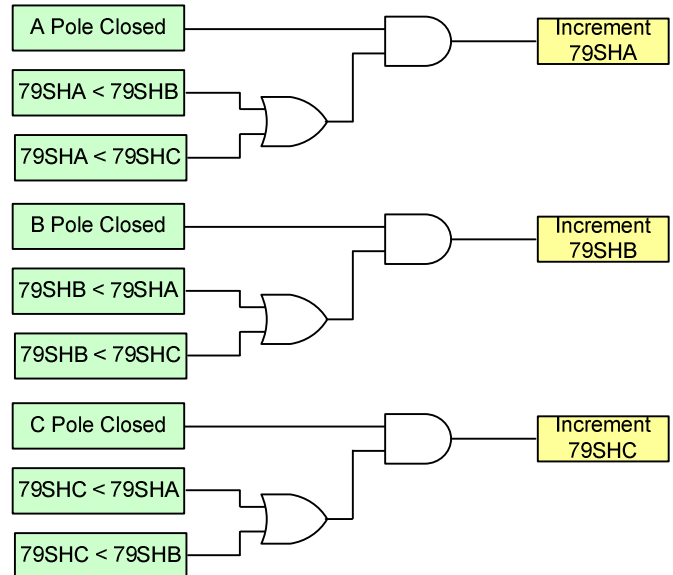 A Pole Closed
Increment
79SHA
79SHA < 79SHB
79SHA < 79SHC
B Pole Closed
Increment
79SHB
79SHB < 79SHA
79SHB < 79SHC
C Pole Closed
Increment
79SHC
79SHC < 79SHA
79SHC < 79SHB